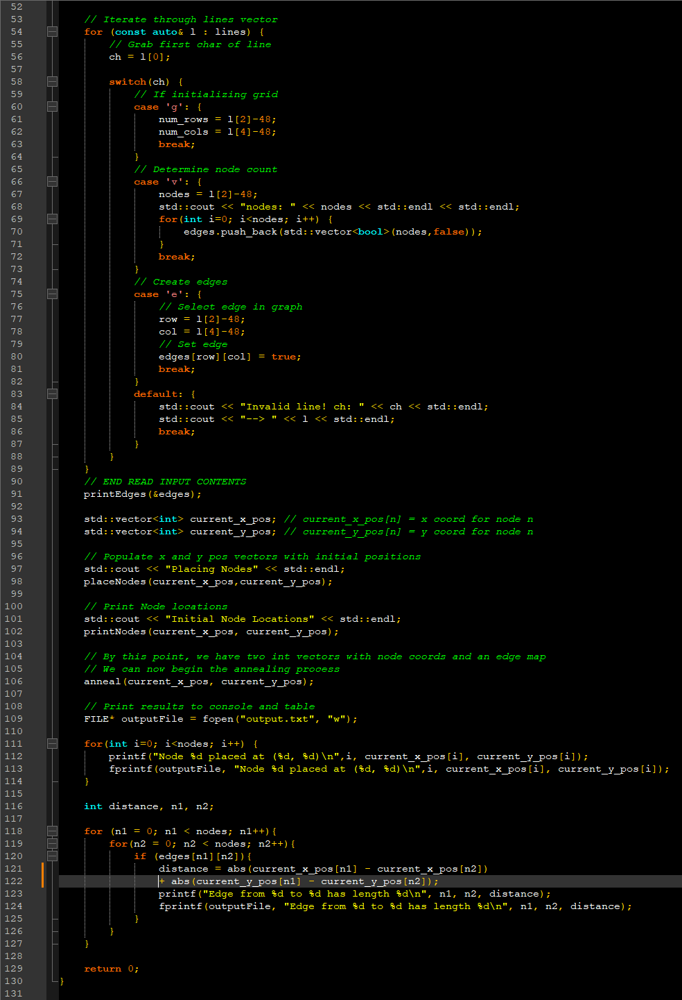 52
53 // Iterate through lines vector
54 for (const auto& l : lines) {
55 // Grab first char of line
56 ch = l[0];
57
58 switch(ch) {
59 // If initializing grid
60 case 'g': {
61 num_rows = l[2]-48;
62 num_cols = l[4]-48;
63 break;
64 }
65 // Determine node count
66 case 'v': {
67 nodes = l[2]-48;
68 std::cout << "nodes: " << nodes << std::endl << std::endl;
69 for(int i=0; i<nodes; i++) {
70 edges.push_back(std::vector<bool>(nodes,false));
71 }
72 break;
73 }
74 // Create edges
75 case 'e': {
76 // Select edge in graph
77 row = l[2]-48;
78 col = l[4]-48;
79 // Set edge
80 edges[row][col] = true;
81 break;
82 }
83 default: {
84 std::cout << "Invalid line! ch: " << ch << std::endl;
85 std::cout << "--> " << l << std::endl;
86 break;
87 }
88 }
89 }
90 // END READ INPUT CONTENTS
91 printEdges(&edges);
92
93 std::vector<int> current_x_pos; // current_x_pos[n] = x coord for node n
94 std::vector<int> current_y_pos; // current_y_pos[n] = y coord for node n
95
96 // Populate x and y pos vectors with initial positions
97 std::cout << "Placing Nodes" << std::endl;
98 placeNodes(current_x_pos,current_y_pos);
99
100 // Print Node locations
101 std::cout << "Initial Node Locations" << std::endl;
102 printNodes(current_x_pos, current_y_pos);
103
104 // By this point, we have two int vectors with node coords and an edge map
105 // We can now begin the annealing process
106 anneal(current_x_pos, current_y_pos);
107
108 // Print results to console and table
109 FILE* outputFile = fopen("output.txt", "w");
110
111 for(int i=0; i<nodes; i++) {
112 printf("Node %d placed at (%d, %d)\n",i, current_x_pos[i], current_y_pos[i]);
113 fprintf(outputFile, "Node %d placed at (%d, %d)\n",i, current_x_pos[i], current_y_pos[i]);
114 }
115
116 int distance, n1, n2;
117
118 for (n1 = 0; n1 < nodes; n1++){
119 for(n2 = 0; n2 < nodes; n2++){
120 if (edges[n1][n2]){
121 distance = abs(current_x_pos[n1] - current_x_pos[n2])
122 + abs(current_y_pos[n1] - current_y_pos[n2]);
123 printf("Edge from %d to %d has length %d\n", n1, n2, distance);
124 fprintf(outputFile, "Edge from %d to %d has length %d\n", n1, n2, distance);
125 }
126 }
127 }
128
129 return 0;
130 }
131